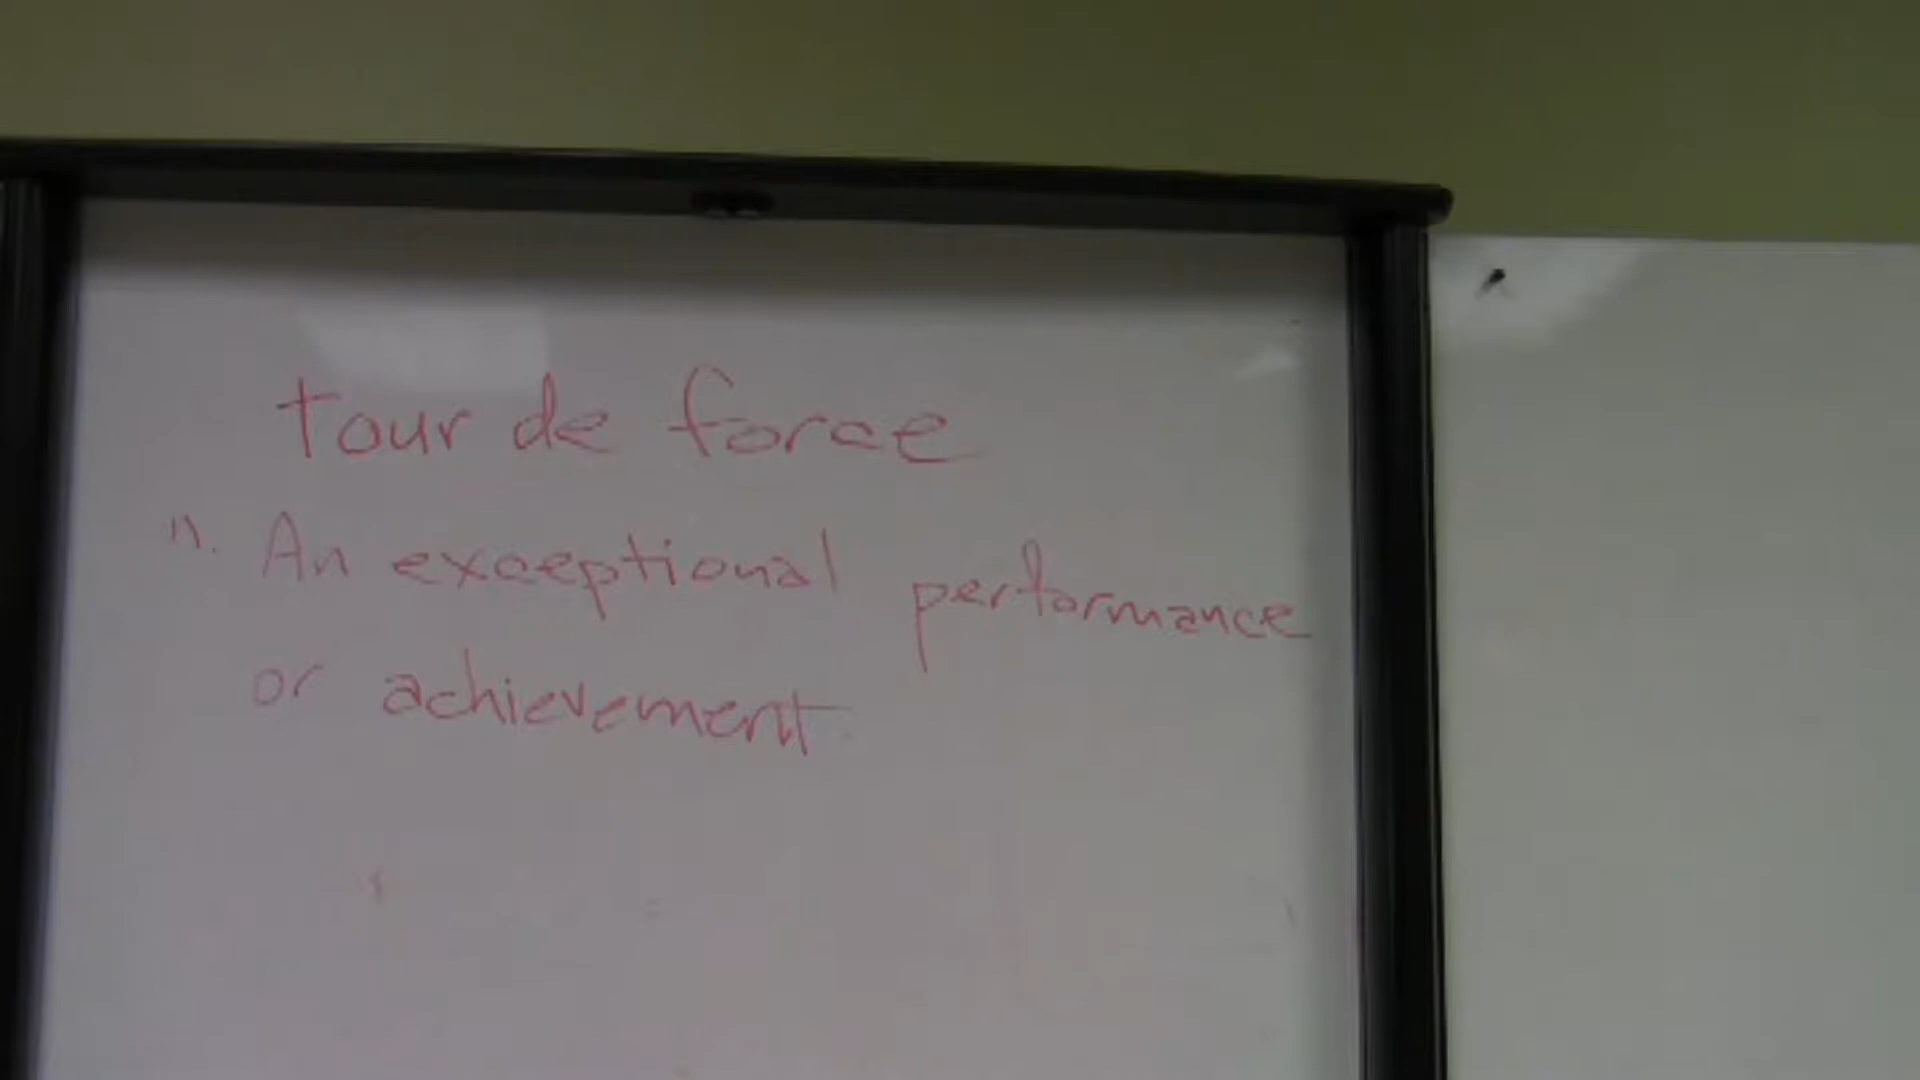 tour de force
n. An exceptional performance
or achievement.